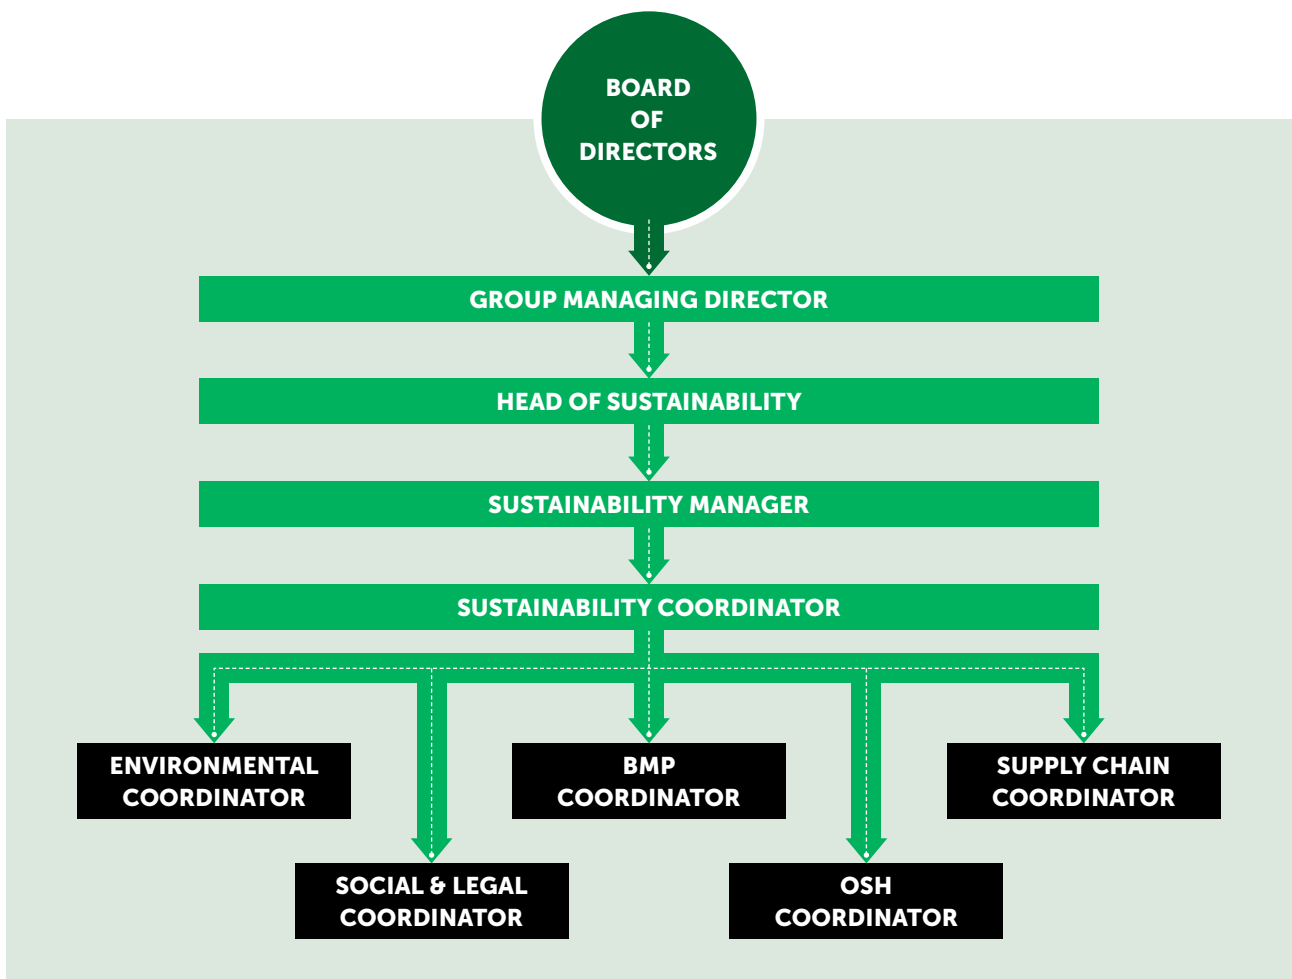 BOARD
OF
DIRECTORS
GROUP MANAGING DIRECTOR
HEAD OF SUSTAINABILITY
SUSTAINABILITY MANAGER
SUSTAINABILITY COORDINATOR
ENVIRONMENTAL
COORDINATOR
BMP
COORDINATOR
SUPPLY CHAIN
COORDINATOR
SOCIAL & LEGAL
COORDINATOR
OSH
COORDINATOR